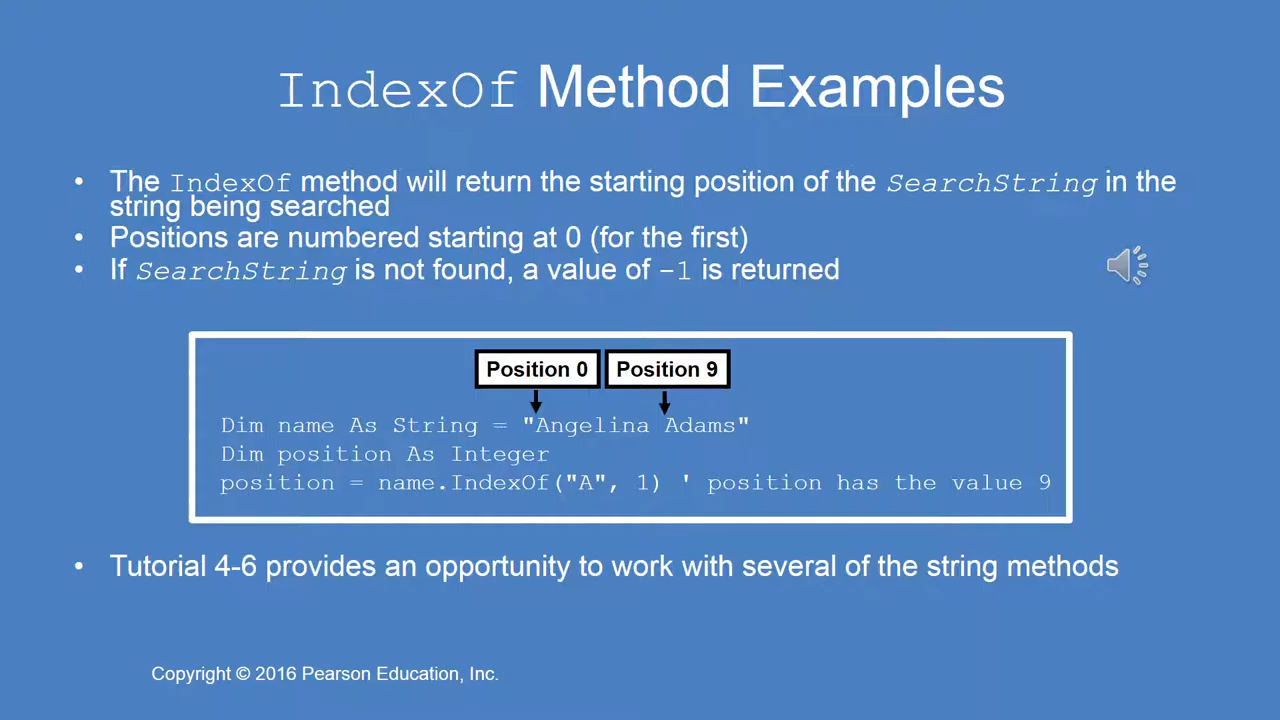 IndexOf Method Examples
• The IndexOf method will return the starting position of the SearchString in the
string being searched
• Positions are numbered starting at 0 (for the first)
• If SearchString is not found, a value of -1 is returned
Position 0 Position 9
Dim name As String = "Angelina Adams"
Dim position As Integer
position = name.IndexOf("A", 1) ' position has the value 9
• Tutorial 4-6 provides an opportunity to work with several of the string methods
Copyright © 2016 Pearson Education, Inc.